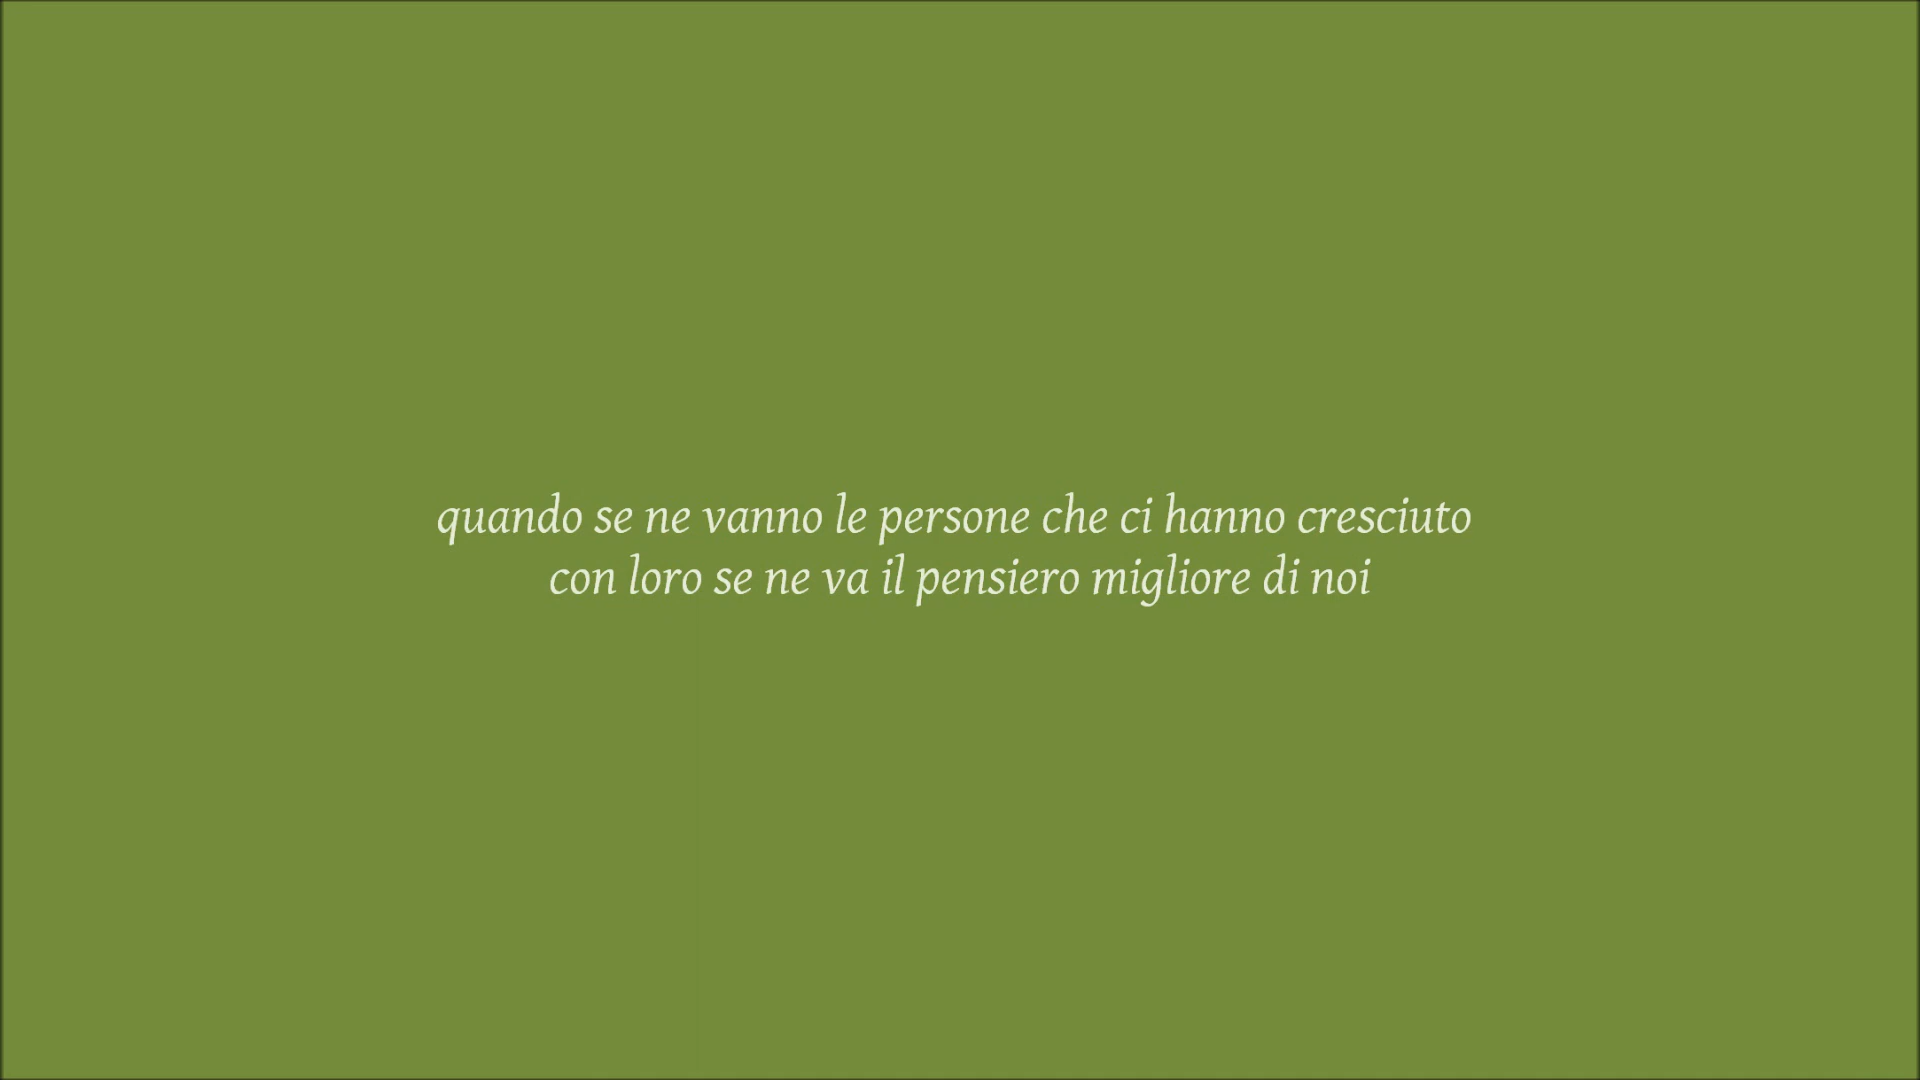 quando se ne vanno le persone che ci hanno cresciuto
con loro se ne va il pensiero migliore di noi